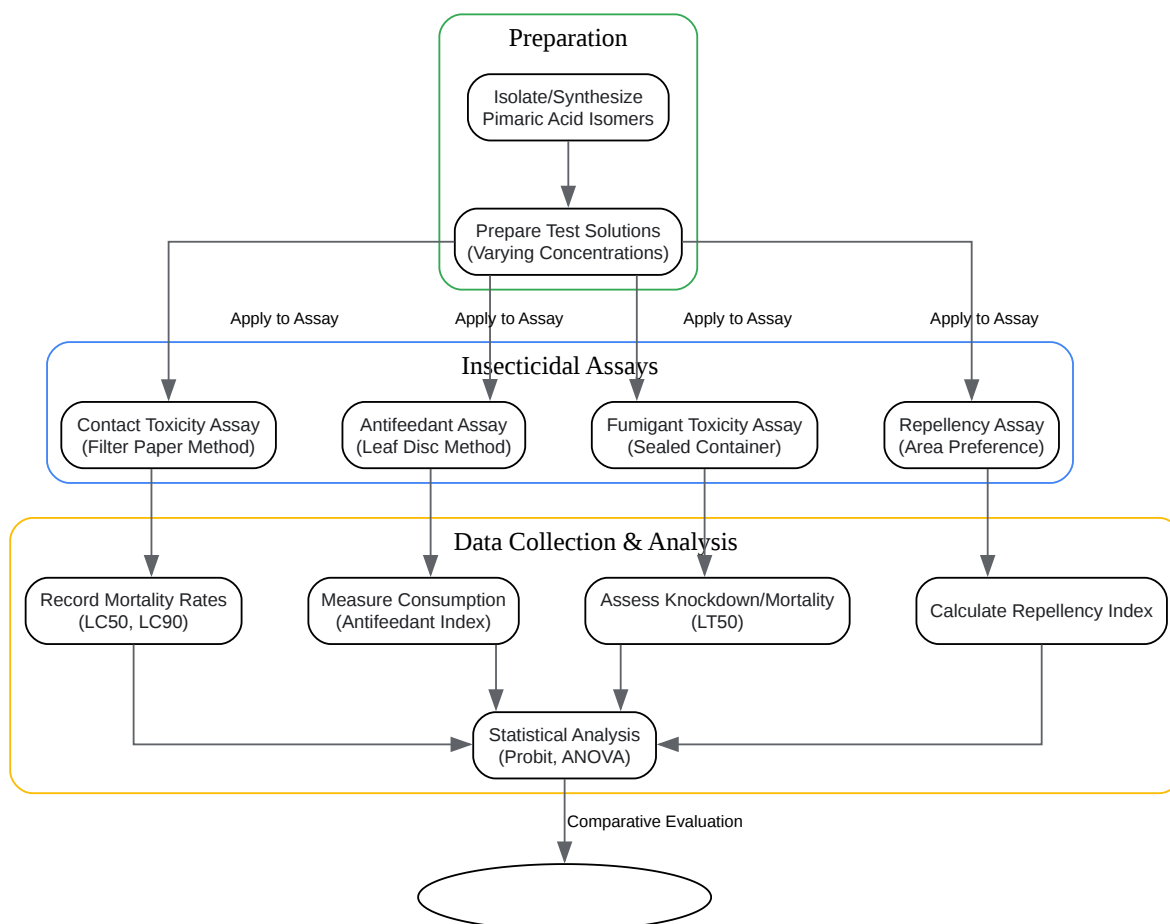 Preparation
Isolate/Synthesize
Pimaric Acid Isomers
Prepare Test Solutions
(Varying Concentrations)
Apply to Assay
Apply to Assay
Apply to Assay
Apply to Assay
Insecticidal Assays
Contact Toxicity Assay
(Filter Paper Method)
Antifeedant Assay
(Leaf Disc Method)
Fumigant Toxicity Assay
(Sealed Container)
Repellency Assay
(Area Preference)
Data Collection & Analysis
Record Mortality Rates
(LC50, LC90)
Measure Consumption
(Antifeedant Index)
Assess Knockdown/Mortality
(LT50)
Calculate Repellency Index
Statistical Analysis
(Probit, ANOVA)
Comparative Evaluation